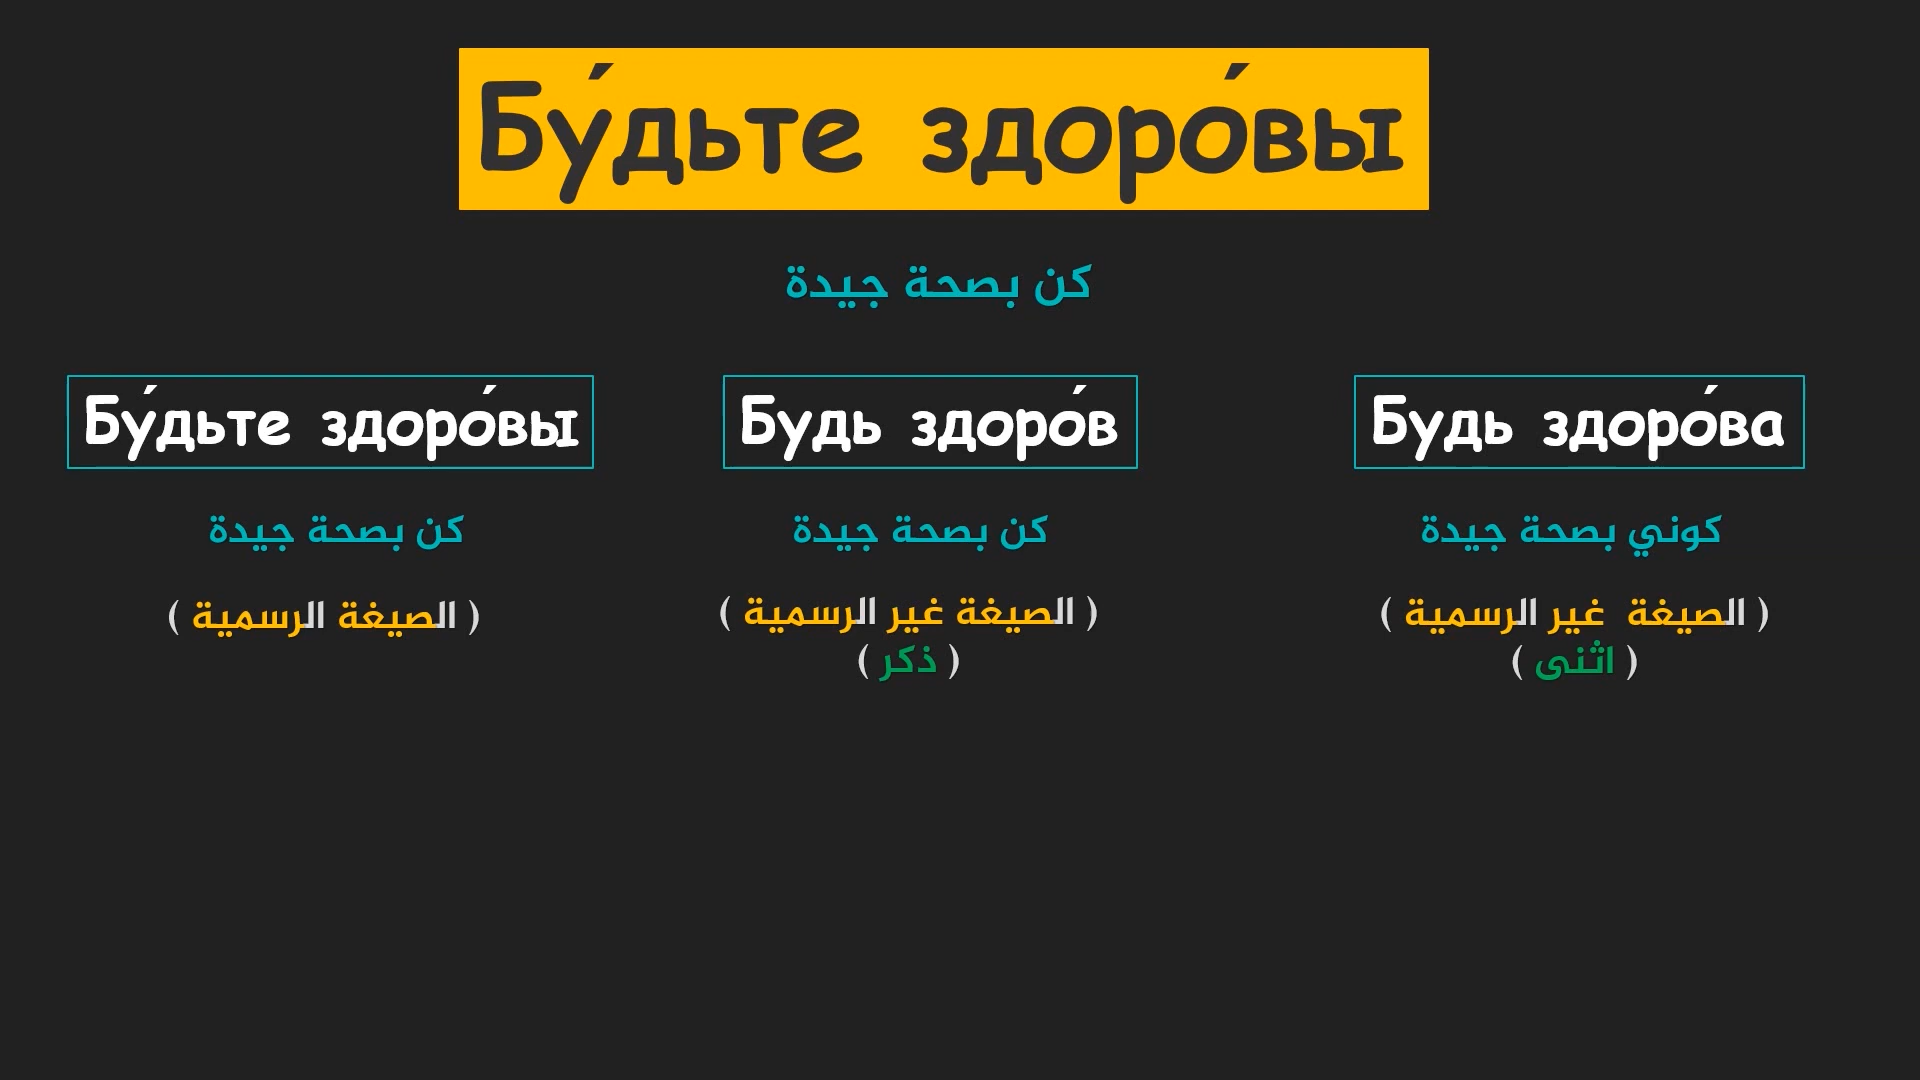 Бу́дьте здоро́вы
كن بصحة جيدة
Бу́дьте здоро́вы
كن بصحة جيدة
( الصيغة الرسمية )
Будь здоро́в
كن بصحة جيدة
( الصيغة غير الرسمية )
( ذكر )
Будь здоро́ва
كوني بصحة جيدة
( الصيغة غير الرسمية )
( اثنى )